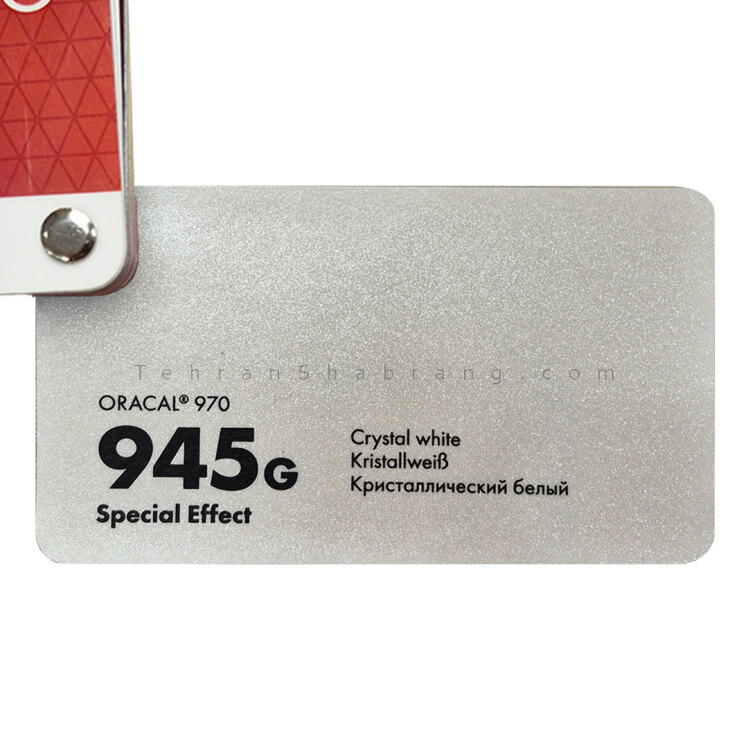 TehranShabrang.com
ORACAL® 970
945G
Special Effect
Crystal white
Kristallweiß
Кристаллический белый